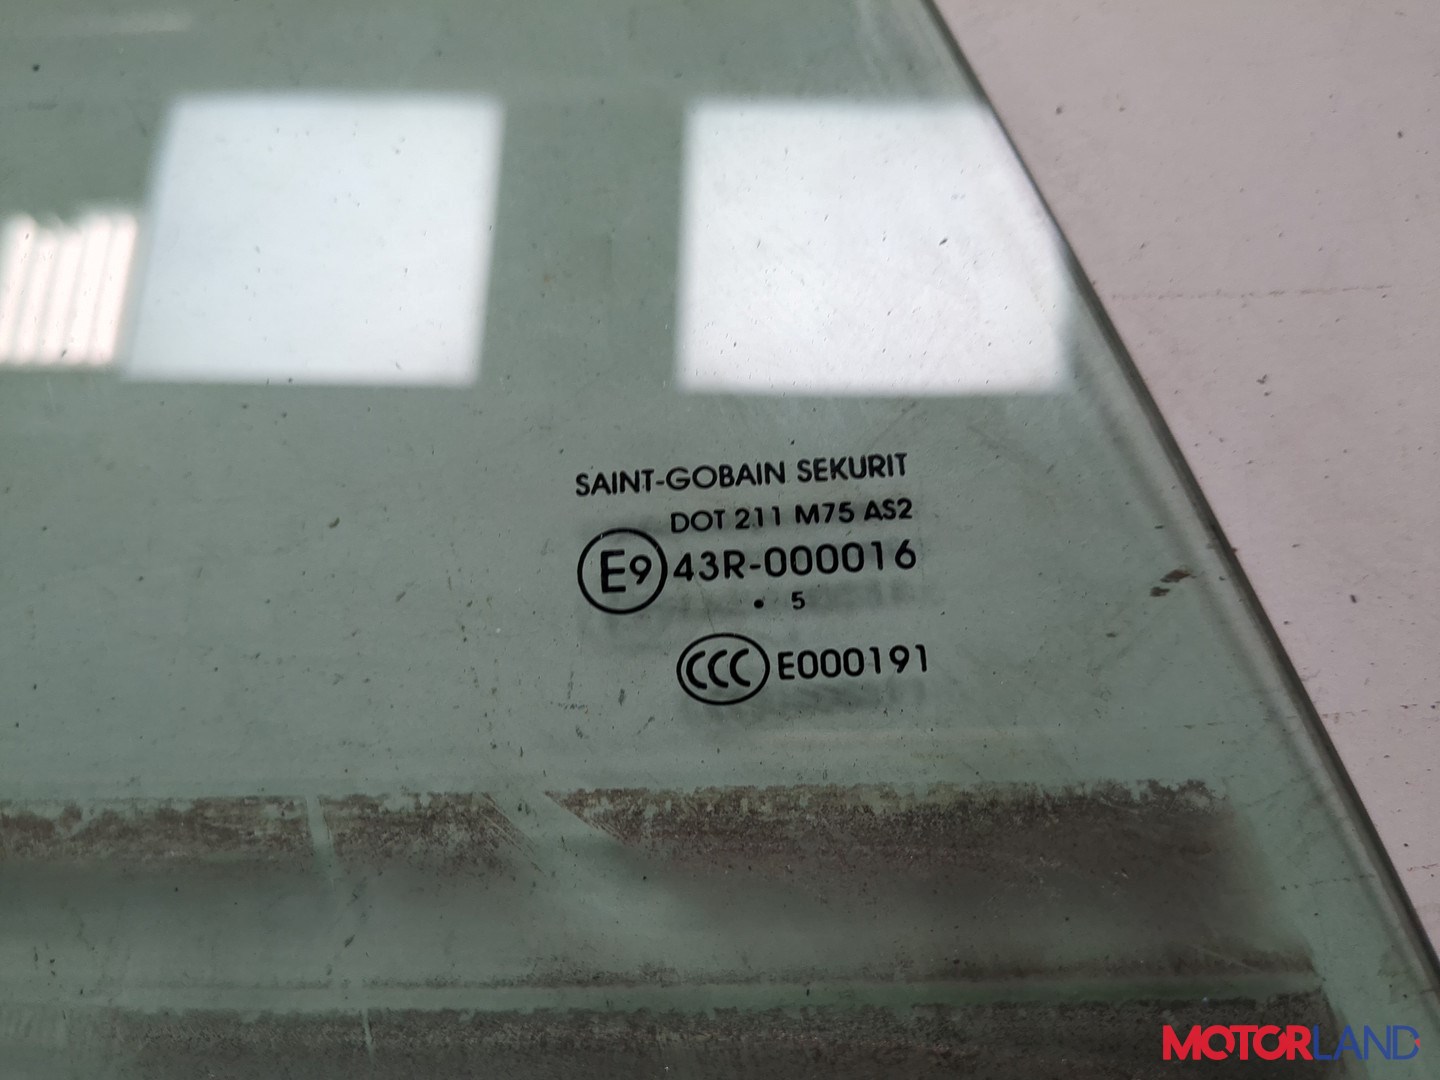 SAINT-GOBAIN SEKURIT
DOT 211 M75 AS2
E9 43R-000016
. 5
CCC E000191
MOTORLAND